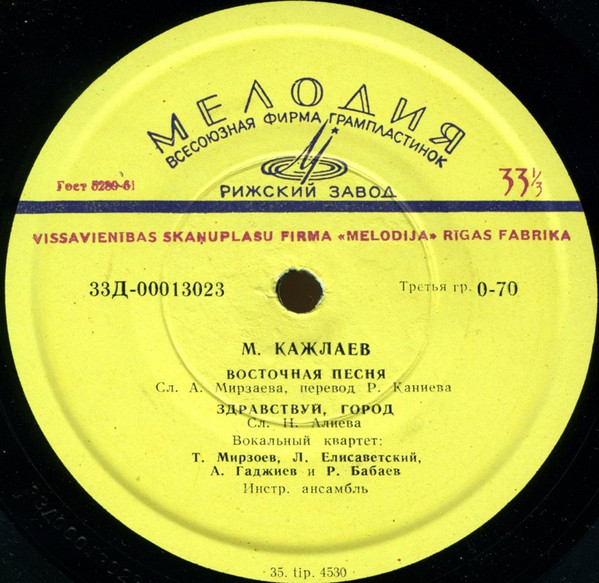 МЕЛОДИЯ
ВСЕСОЮЗНАЯ ФИРМА ГРАМПЛАСТИНОК
РИЖСКИЙ ЗАВОД
Гост 5289-61
33⅓
VISSAVIENĪBAS SKAŅUPLAŠU FIRMA «MELODIJA» RĪGAS FABRIKA
33Д-00013023
Третья гр. 0-70
М. КАЖЛАЕВ
ВОСТОЧНАЯ ПЕСНЯ
Сл. А. Мирзаева, перевод Р. Каниева
ЗДРАВСТВУЙ, ГОРОД
Сл. Н. Алиева
Вокальный квартет:
Т. Мирзоев, Л. Елисаветский,
А. Гаджиев и Р. Бабаев
Инстр. ансамбль
35. tip. 4530